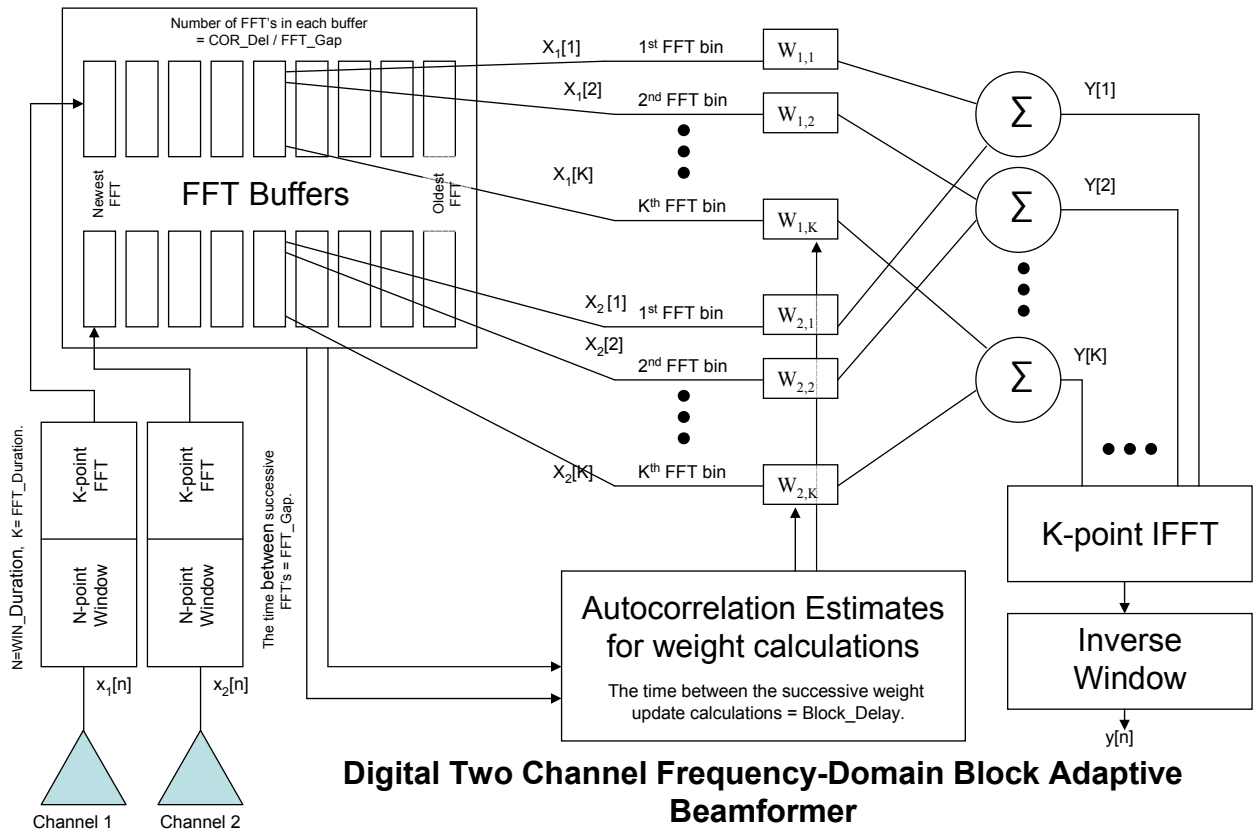 Number of FFT's in each buffer
= COR_Del / FFT_Gap
Newest
FFT
FFT Buffers
Oldest
FFT
X₁[1]
1st FFT bin
W₁,₁
X₁[2]
2nd FFT bin
W₁,₂
X₁[K]
Kth FFT bin
W₁,K
X₂[1]
1st FFT bin
W₂,₁
X₂[2]
2nd FFT bin
W₂,₂
X₂[K]
Kth FFT bin
W₂,K
Σ
Y[1]
Σ
Y[2]
Σ
Y[K]
N=WIN_Duration, K= FFT_Duration.
K-point
FFT
K-point
FFT
N-point
Window
N-point
Window
The time between successive
FFT's = FFT_Gap.
x₁[n]
x₂[n]
Channel 1
Channel 2
Autocorrelation Estimates
for weight calculations
The time between the successive weight
update calculations = Block_Delay.
K-point IFFT
Inverse
Window
y[n]
Digital Two Channel Frequency-Domain Block Adaptive
Beamformer